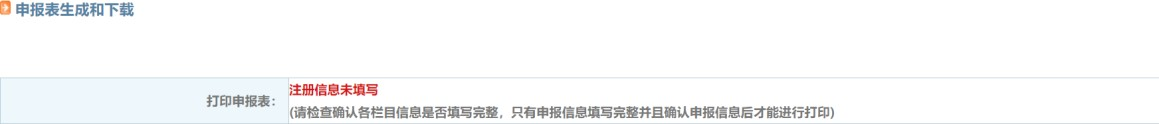 申报表生成和下载
打印申报表：
注册信息未填写
(请检查确认各栏目信息是否填写完整，只有申报信息填写完整并且确认申报信息后才能进行打印)